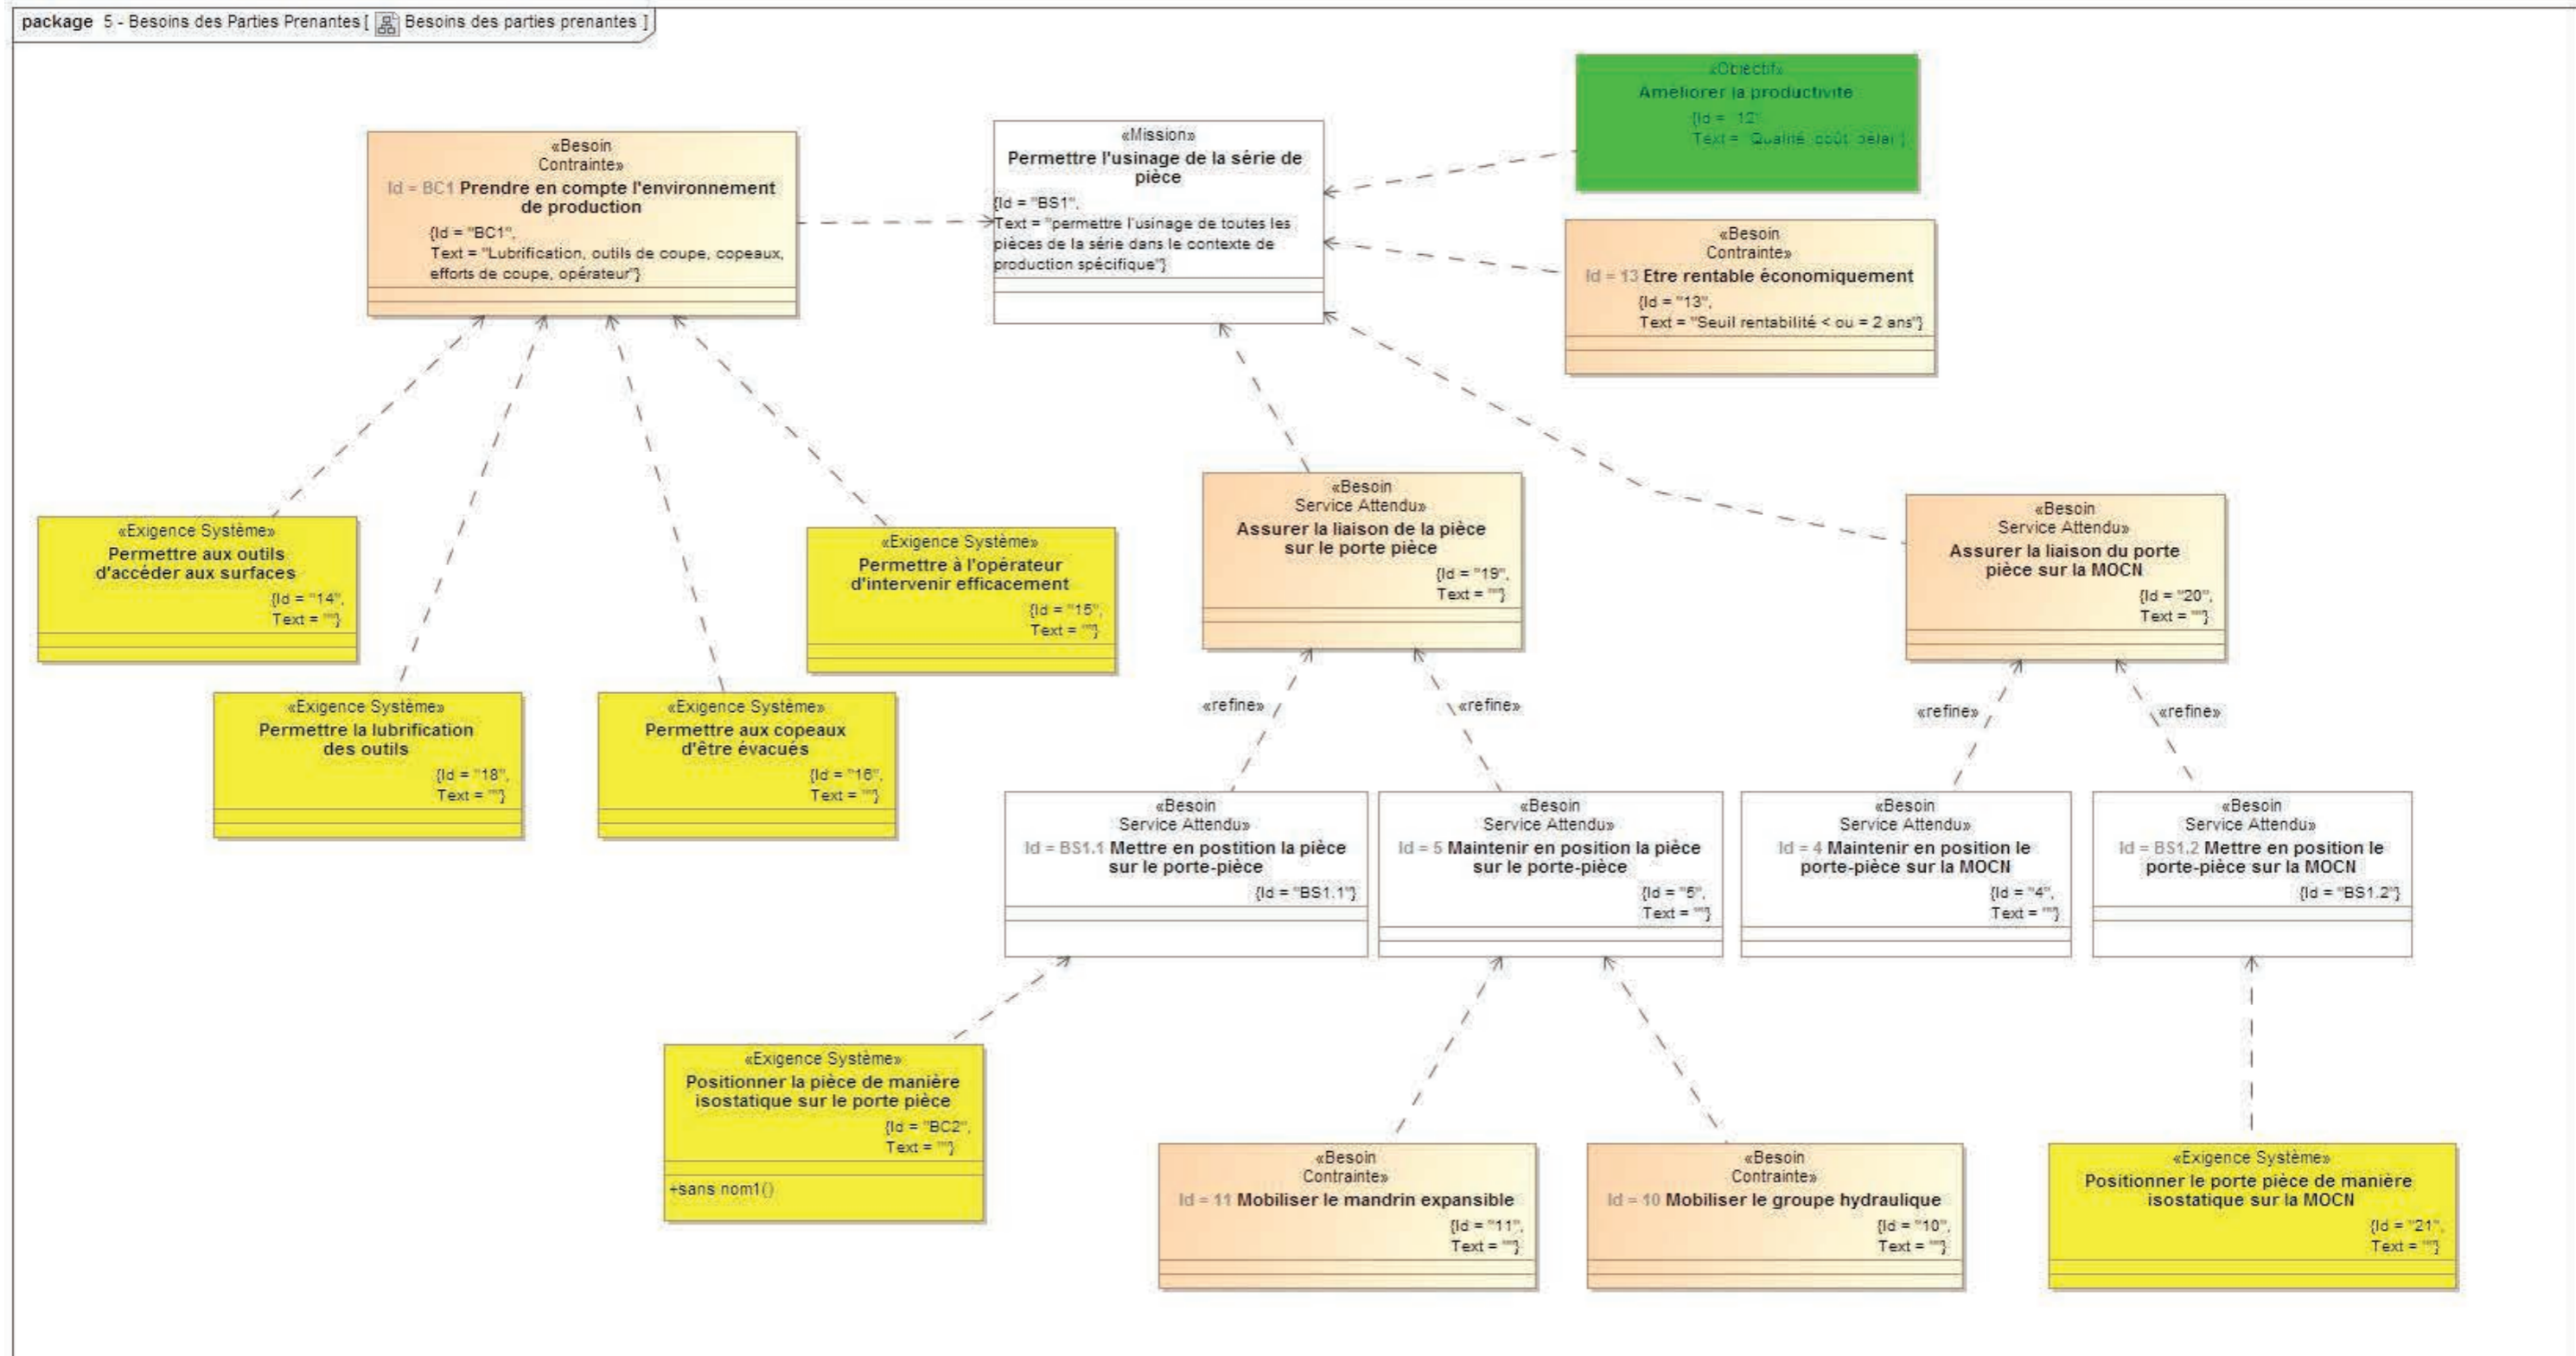 package 5 - Besoins des Parties Prenantes [ Besoins des parties prenantes ]
«Objectif»
Améliorer la productivité
{Id = "12",
Text = "Qualité, coût, délai"}
«Besoin
Contrainte»
Id = BC1 Prendre en compte l'environnement
de production
{Id = "BC1",
Text = "Lubrification, outils de coupe, copeaux,
efforts de coupe, opérateur"}
«Mission»
Permettre l'usinage de la série de
pièce
{Id = "BS1",
Text = "permettre l'usinage de toutes les
pièces de la série dans le contexte de
production spécifique"}
«Besoin
Contrainte»
Id = 13 Etre rentable économiquement
{Id = "13",
Text = "Seuil rentabilité < ou = 2 ans"}
«Exigence Système»
Permettre aux outils
d'accéder aux surfaces
{Id = "14",
Text = ""}
«Exigence Système»
Permettre à l'opérateur
d'intervenir efficacement
{Id = "15",
Text = ""}
«Besoin
Service Attendu»
Assurer la liaison de la pièce
sur le porte pièce
{Id = "19",
Text = ""}
«Besoin
Service Attendu»
Assurer la liaison du porte
pièce sur la MOCN
{Id = "20",
Text = ""}
«Exigence Système»
Permettre la lubrification
des outils
{Id = "18",
Text = ""}
«Exigence Système»
Permettre aux copeaux
d'être évacués
{Id = "16",
Text = ""}
«refine»
«refine»
«refine»
«refine»
«Besoin
Service Attendu»
Id = BS1.1 Mettre en postition la pièce
sur le porte-pièce
{Id = "BS1.1"}
«Besoin
Service Attendu»
Id = 5 Maintenir en position la pièce
sur le porte-pièce
{Id = "5",
Text = ""}
«Besoin
Service Attendu»
Id = 4 Maintenir en position le
porte-pièce sur la MOCN
{Id = "4",
Text = ""}
«Besoin
Service Attendu»
Id = BS1.2 Mettre en position le
porte-pièce sur la MOCN
{Id = "BS1.2"}
«Exigence Système»
Positionner la pièce de manière
isostatique sur le porte pièce
{Id = "BC2",
Text = ""}
+sans nom1()
«Besoin
Contrainte»
Id = 11 Mobiliser le mandrin expansible
{Id = "11",
Text = ""}
«Besoin
Contrainte»
Id = 10 Mobiliser le groupe hydraulique
{Id = "10",
Text = ""}
«Exigence Système»
Positionner le porte pièce de manière
isostatique sur la MOCN
{Id = "21",
Text = ""}